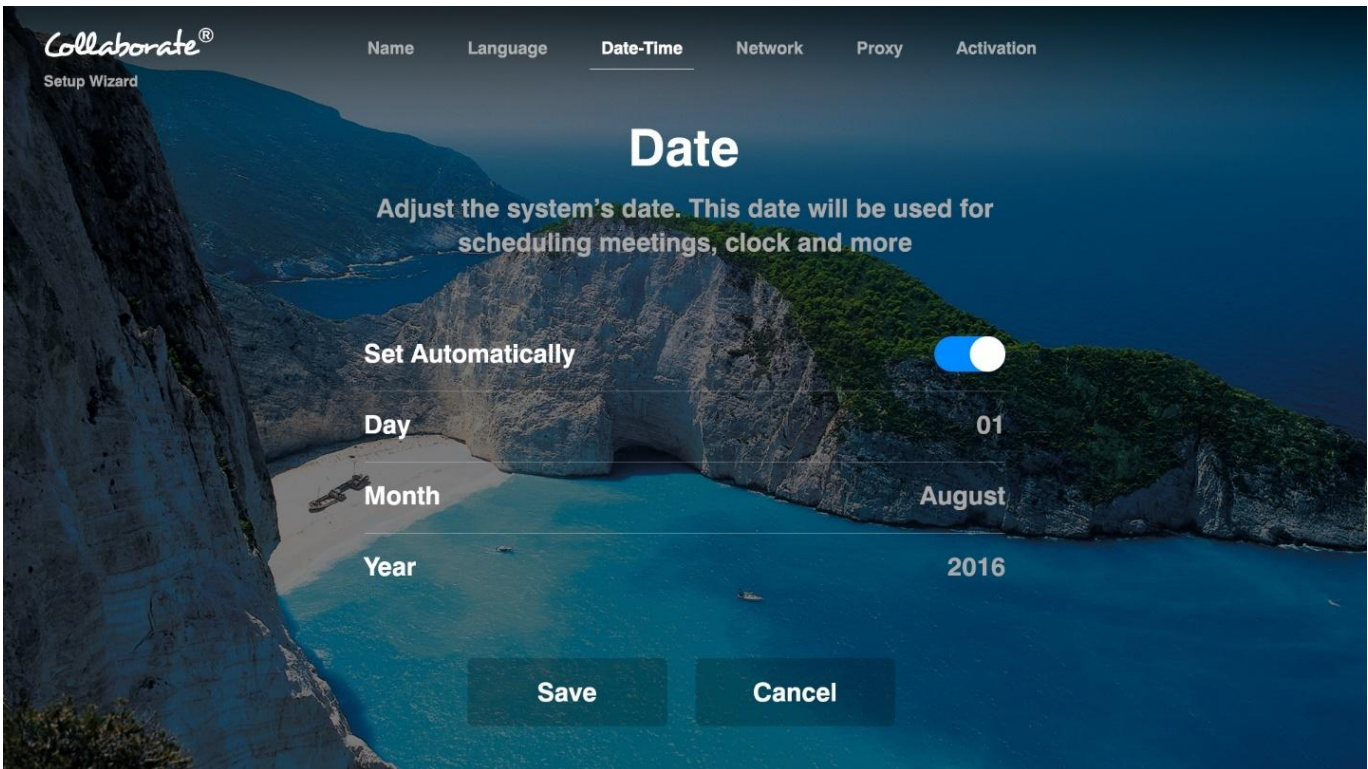 Collaborate®
Setup Wizard
Name Language Date-Time Network Proxy Activation
Date
Adjust the system's date. This date will be used for
scheduling meetings, clock and more
Set Automatically
Day 01
Month August
Year 2016
Save Cancel